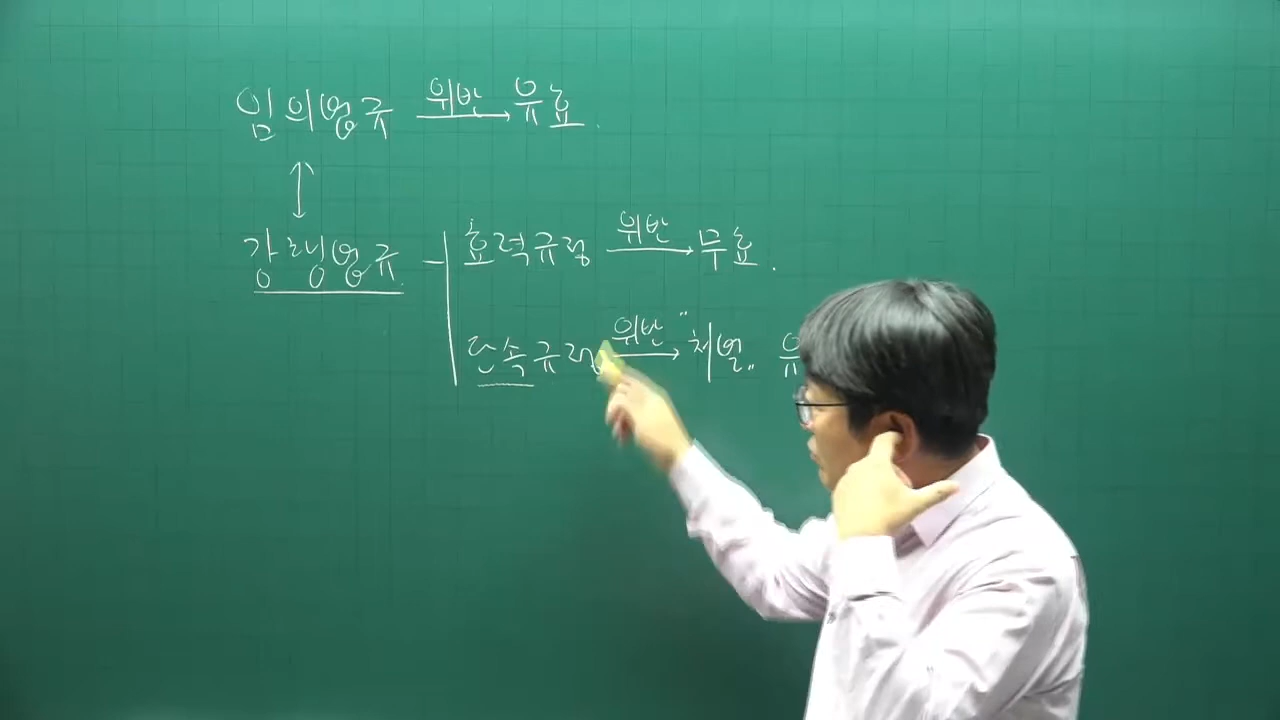 임의법규 위반 → 유효.
↕
강행법규 효력규정 위반 → 무효.
단속규정 위반 → "처벌" 유